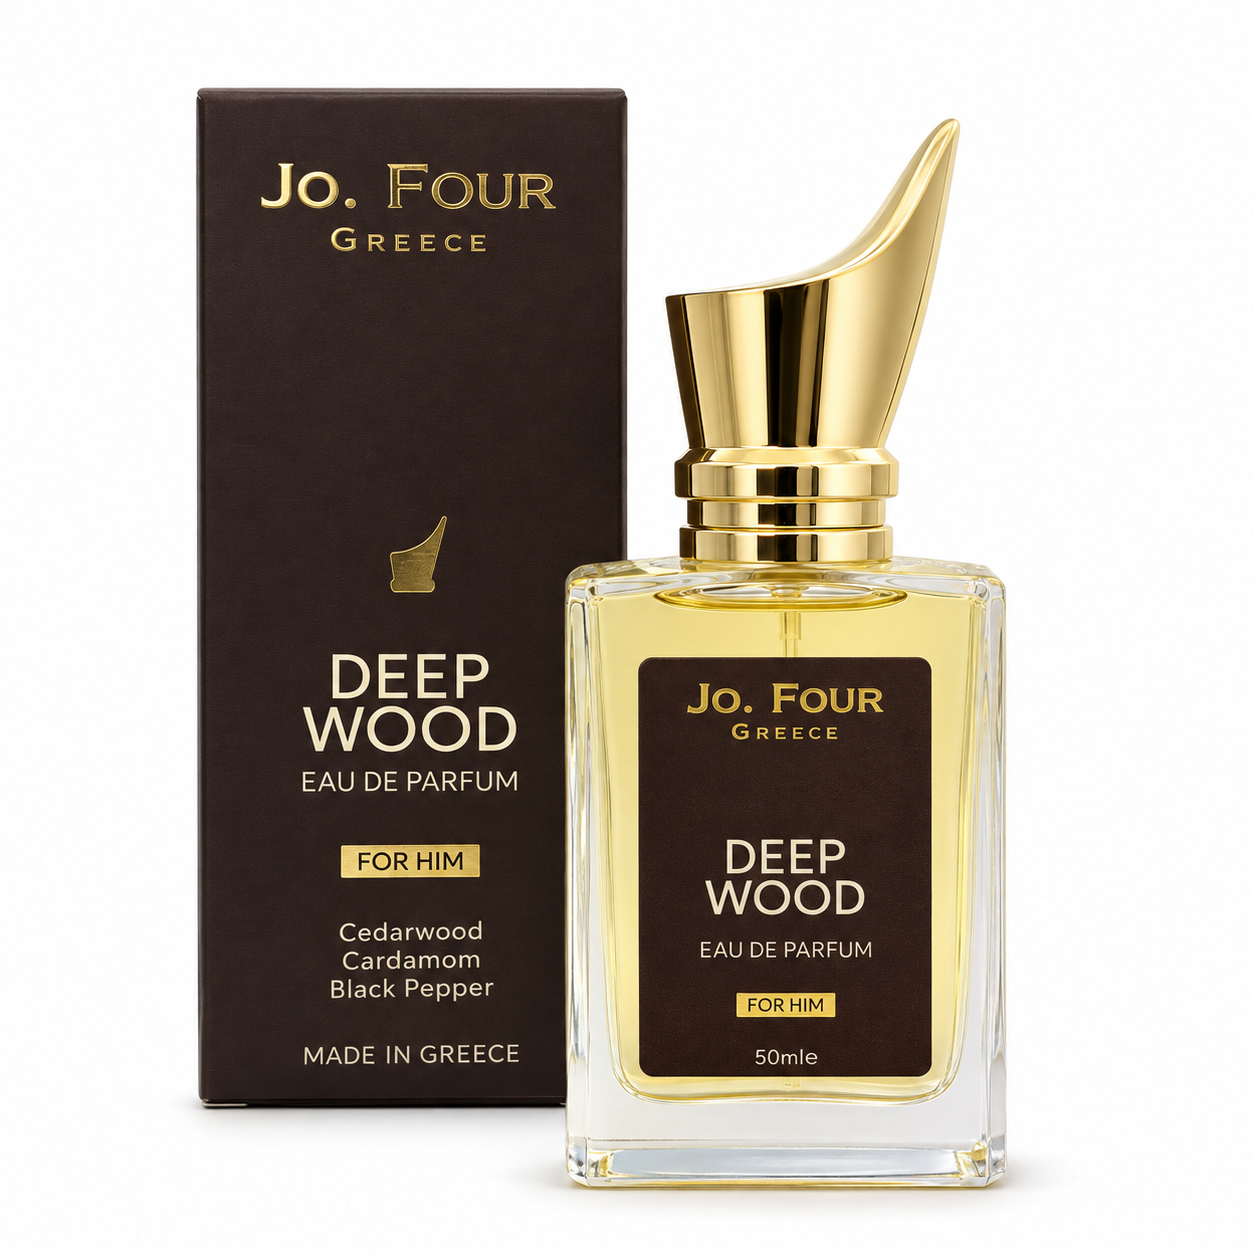 Jo. Four
Greece
DEEP
WOOD
EAU DE PARFUM
FOR HIM
Cedarwood
Cardamom
Black Pepper
MADE IN GREECE
Jo. Four
Greece
DEEP
WOOD
EAU DE PARFUM
FOR HIM
50mle